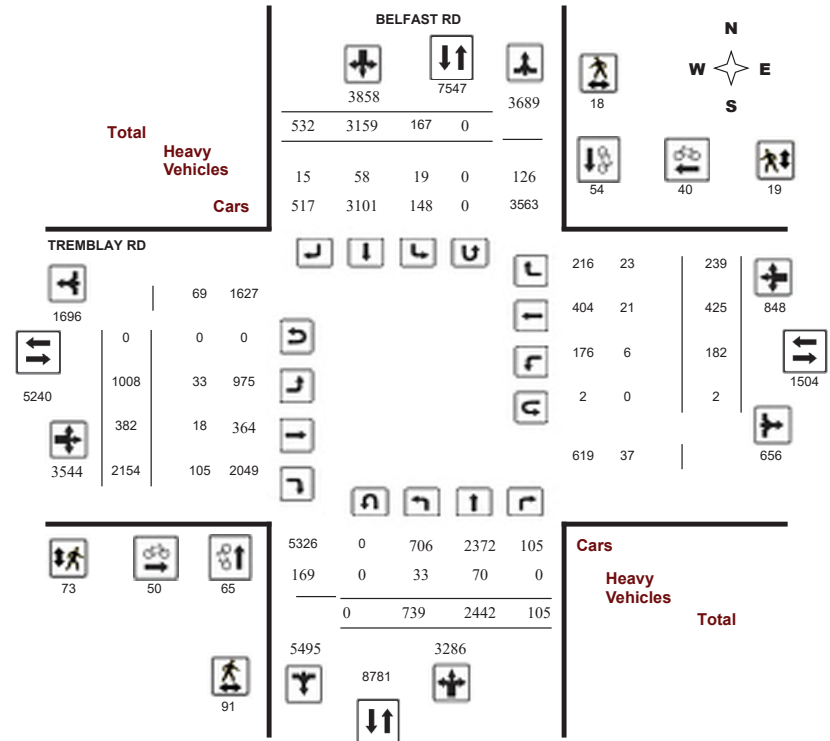 BELFAST RD
N
W E
S
3858 7547 3689 18
532 3159 167 0
Total
Heavy
Vehicles
15 58 19 0 126
54 40 19
Cars
517 3101 148 0 3563
TREMBLAY RD
1696
69 1627
216 23 239
848
0 0 0
404 21 425
5240
1008 33 975
176 6 182
1504
382 18 364
2 0 2
3544 2154 105 2049
619 37 656
73 50 65
5326 0 706 2372 105
Cars
169 0 33 70 0
Heavy
Vehicles
0 739 2442 105
Total
5495 8781 3286
91